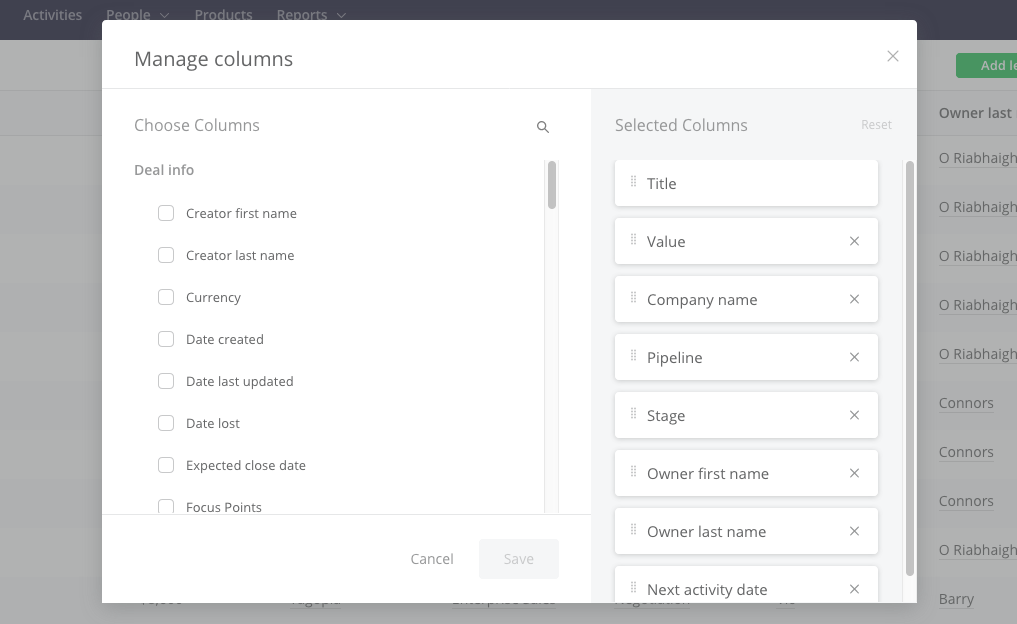 Activities People Products Reports
Manage columns
Add
Choose Columns
Selected Columns
Reset
Owner last
Deal info
Creator first name
Creator last name
Currency
Date created
Date last updated
Date lost
Expected close date
Focus Points
Cancel
Save
Title
Value
Company name
Pipeline
Stage
Owner first name
Owner last name
Next activity date
O Riabhaigh
O Riabhaigh
O Riabhaigh
O Riabhaigh
O Riabhaigh
Connors
Connors
Connors
O Riabhaigh
Barry